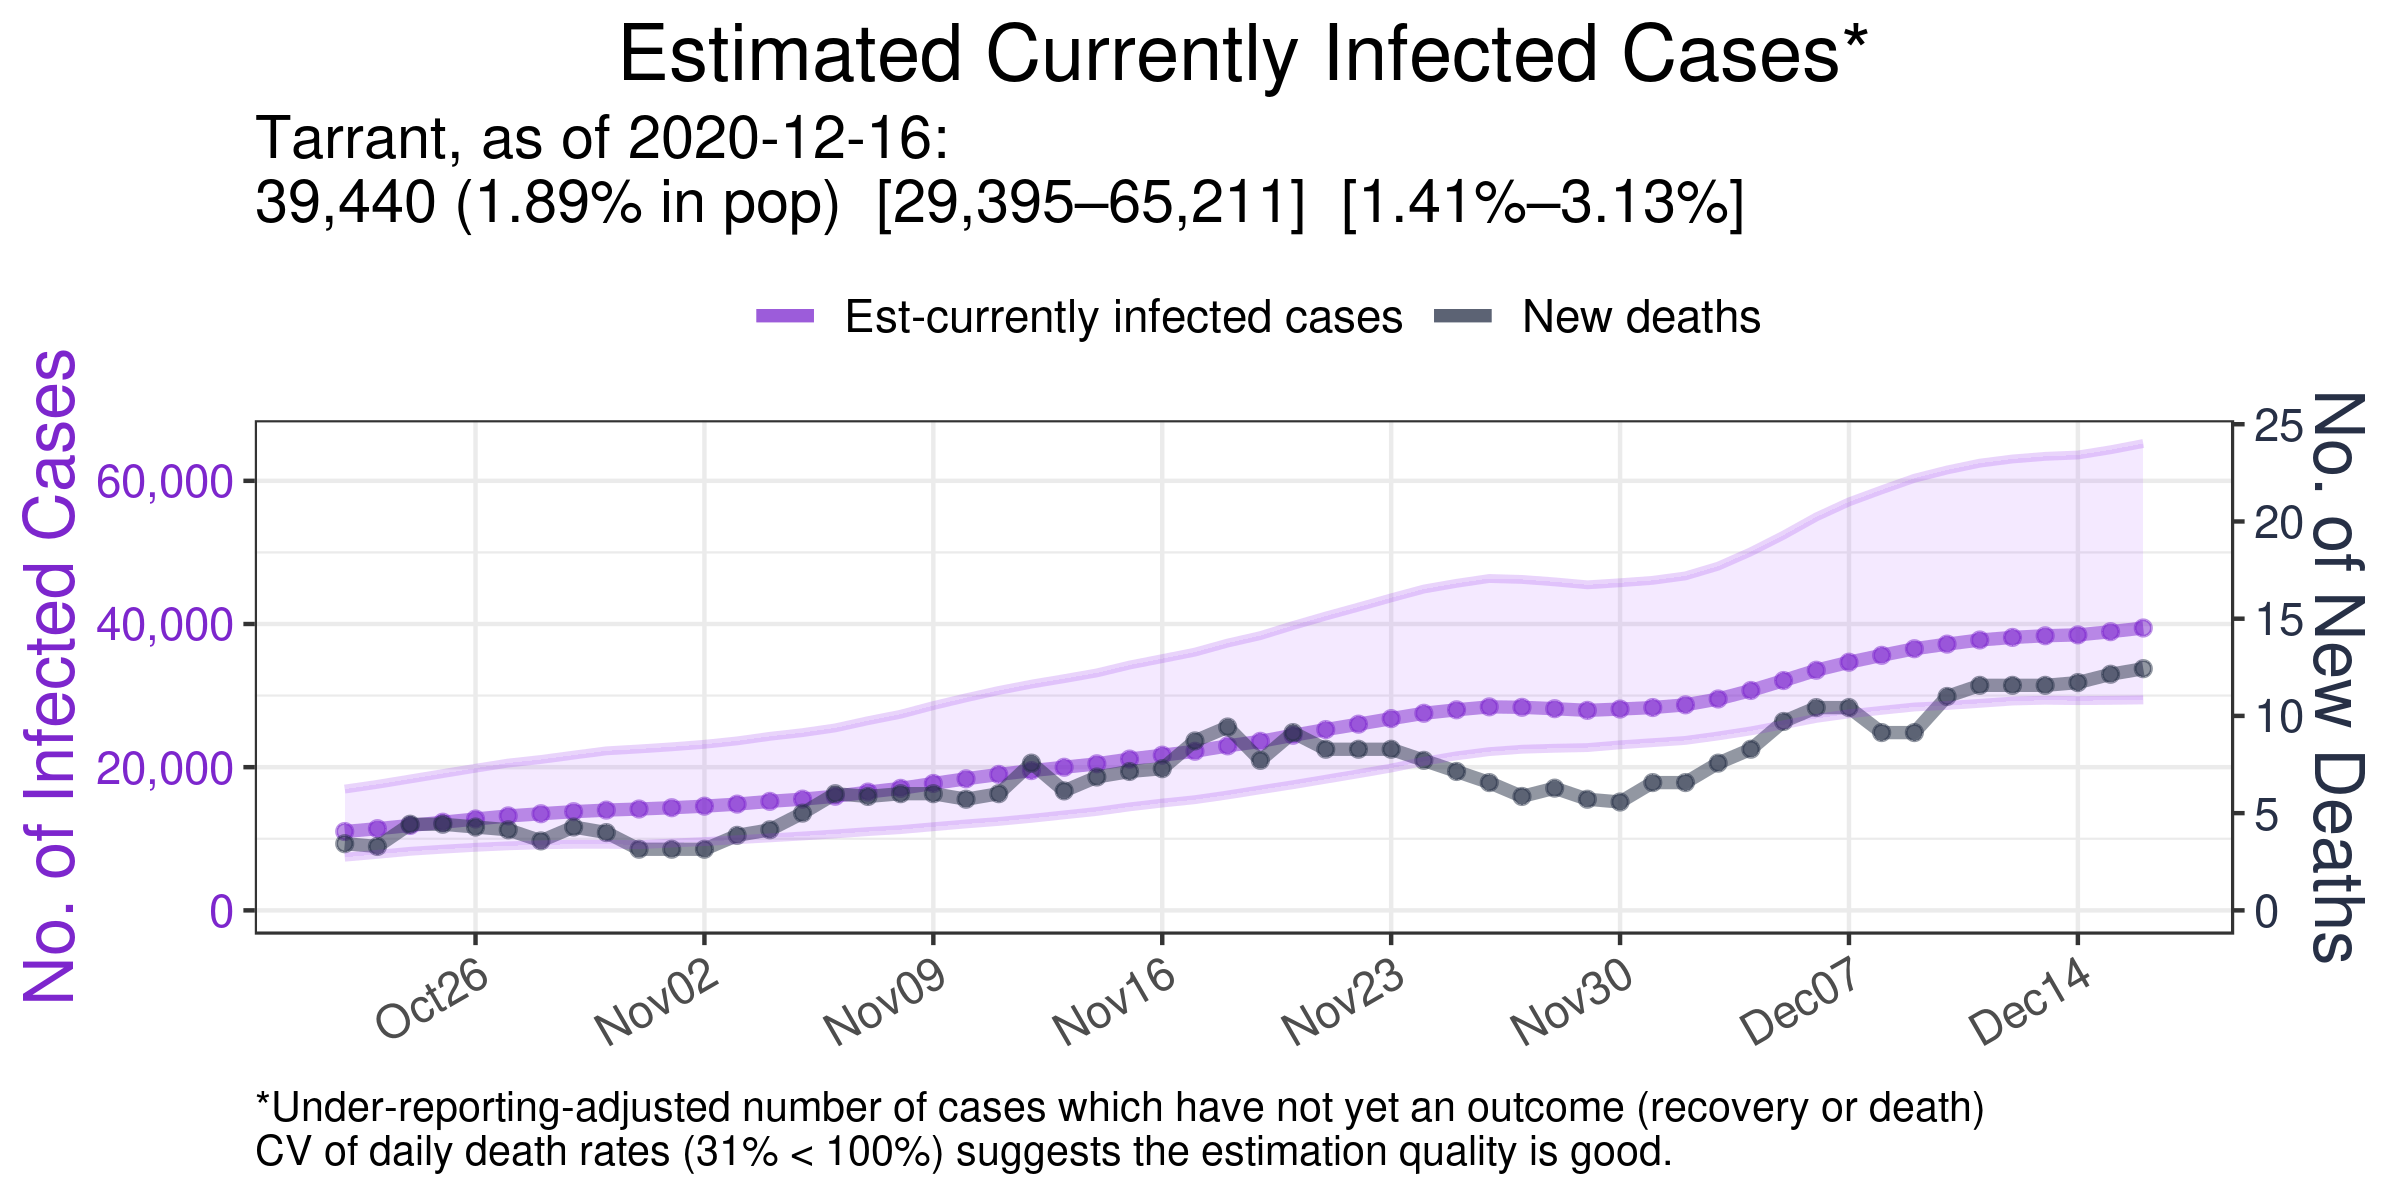 Estimated Currently Infected Cases*
Tarrant, as of 2020-12-16:
39,440 (1.89% in pop)  [29,395–65,211]  [1.41%–3.13%]
Est-currently infected cases
New deaths
No. of Infected Cases
60,000
40,000
20,000
0
25
20
15
10
5
0
No. of New Deaths
Oct26
Nov02
Nov09
Nov16
Nov23
Nov30
Dec07
Dec14
*Under-reporting-adjusted number of cases which have not yet an outcome (recovery or death)
CV of daily death rates (31% < 100%) suggests the estimation quality is good.